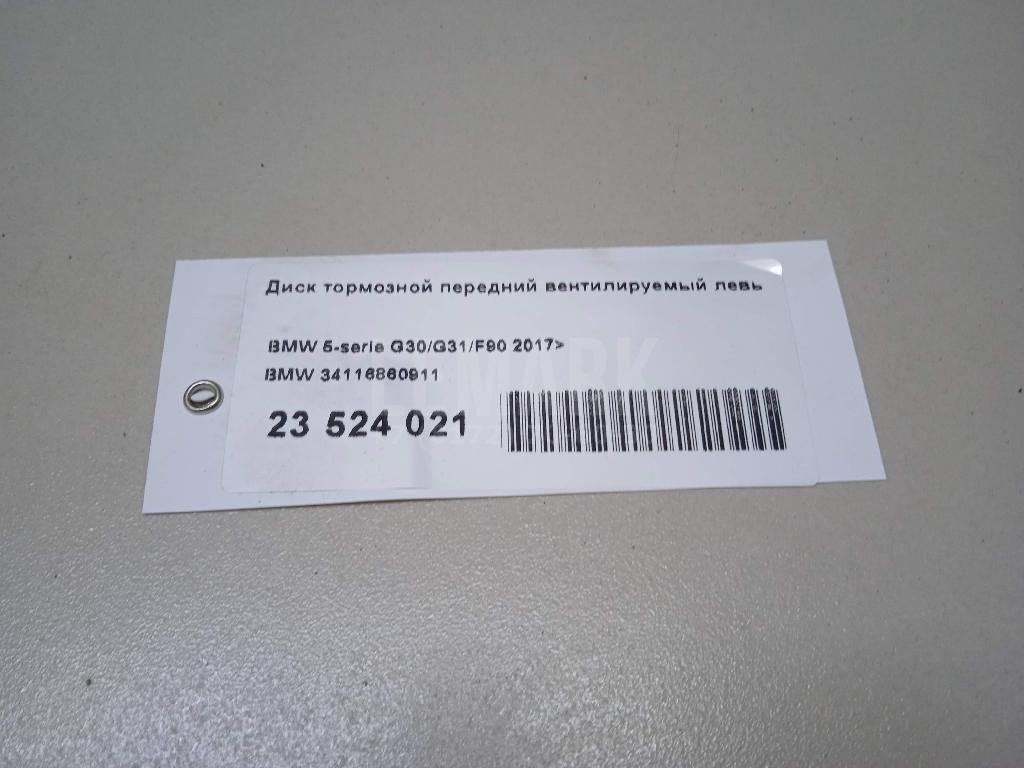 Диск тормозной передний вентилируемый левь
BMW 5-serie G30/G31/F90 2017>
BMW 34116860911
23 524 021